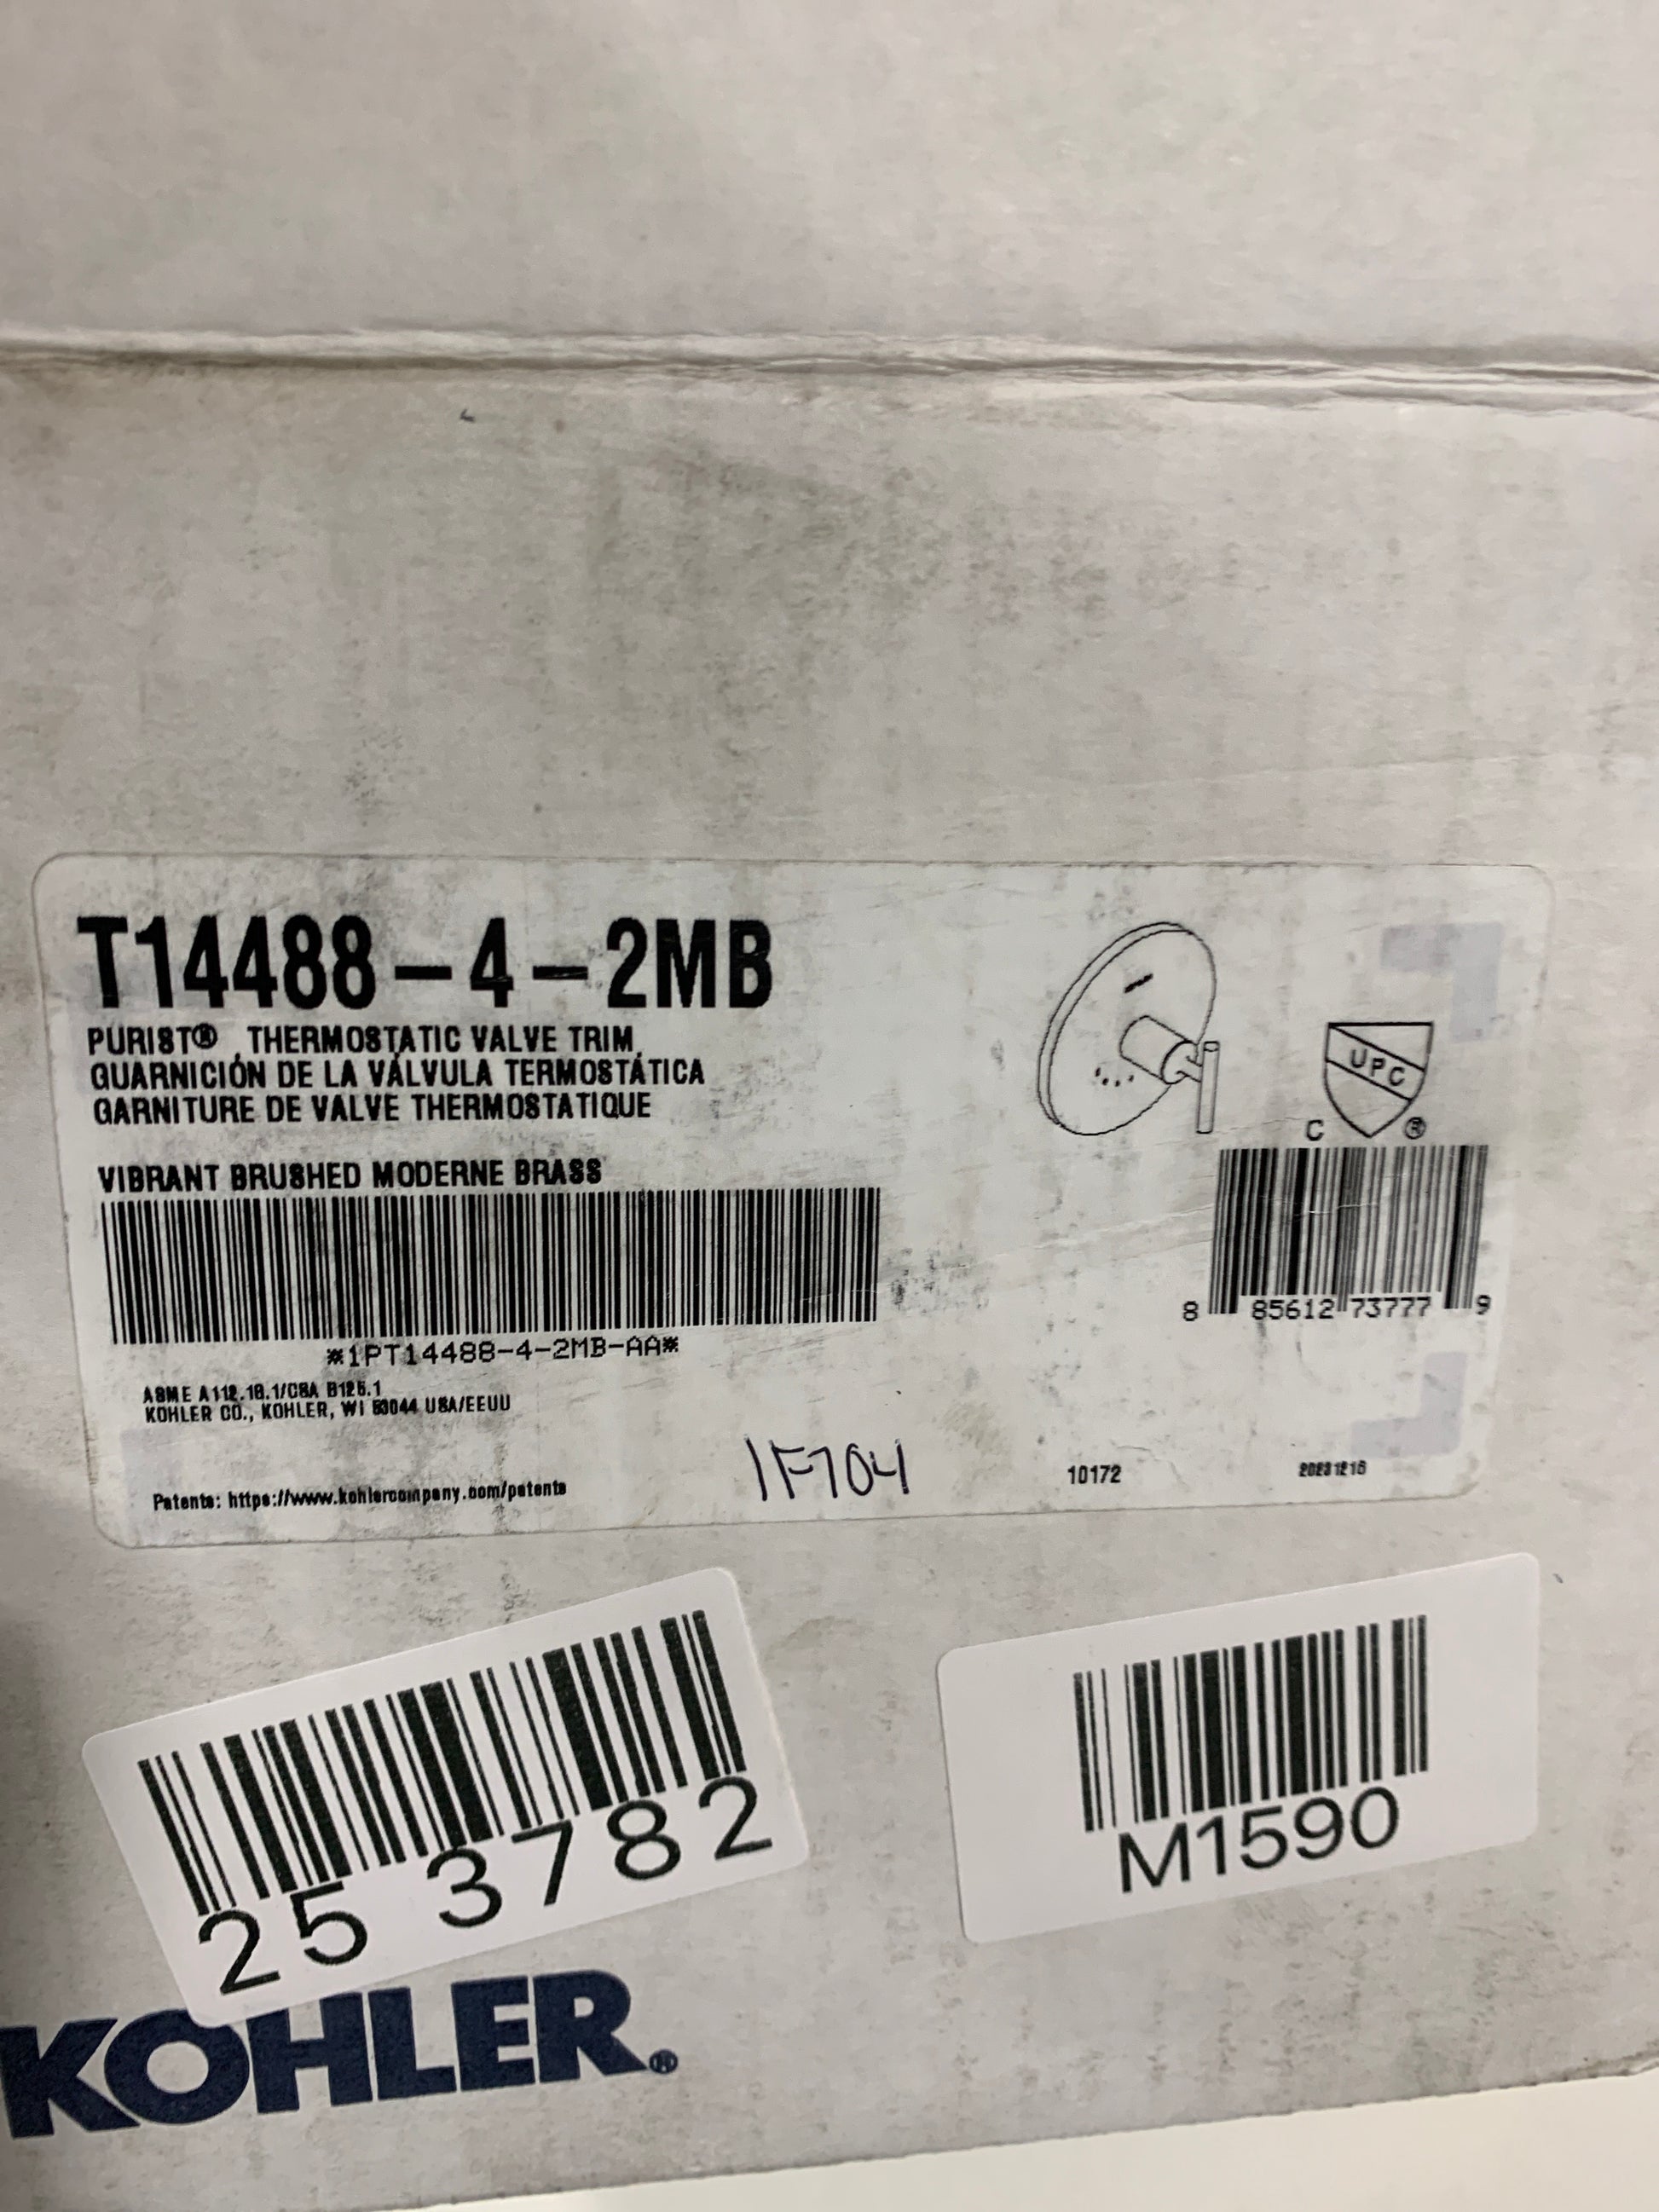 T14488-4-2MB
PURIST® THERMOSTATIC VALVE TRIM
GUARNICIÓN DE LA VÁLVULA TERMOSTÁTICA
GARNITURE DE VALVE THERMOSTATIQUE
UPC
C ®
VIBRANT BRUSHED MODERNE BRASS
*1PT14488-4-2MB-AA*
8 85612 73777 9
ASME A112.18.1/CSA B125.1
KOHLER CO., KOHLER, WI 53044 USA/EEUU
Patents: https://www.kohlercompany.com/patents
1F704
10172
20231216
25 3782
M1590
KOHLER®